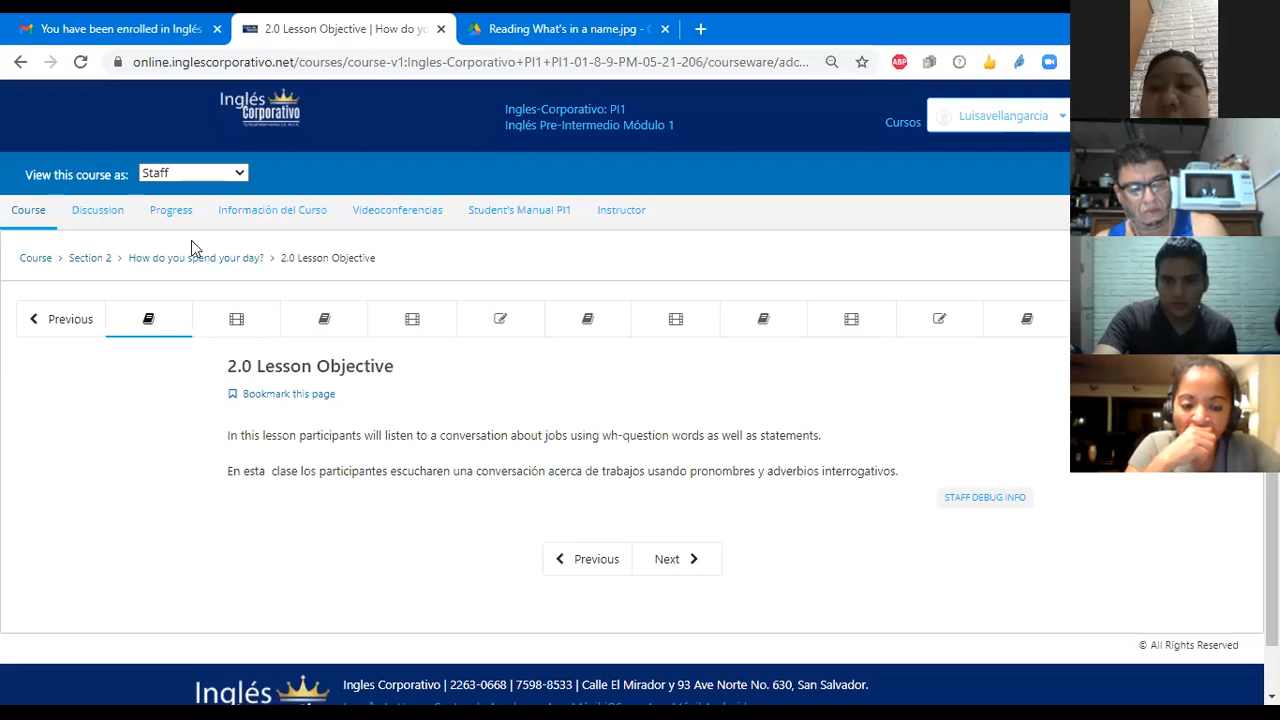 You have been enrolled in Inglés
2.0 Lesson Objective | How do yo
Reading What's in a name.jpg -
online.inglescorporativo.net/courses/course-v1:Ingles-Corporativo+PI1+PI1-01-8-9-PM-05-21-206/courseware/adc...
ABP
Inglés
Corporativo
Ingles-Corporativo: PI1
Inglés Pre-Intermedio Módulo 1
Cursos
Luisavellangarcia
View this course as:
Staff
Course
Discussion
Progress
Información del Curso
Videoconferencias
Student's Manual PI1
Instructor
Course > Section 2 > How do you spend your day? > 2.0 Lesson Objective
Previous
2.0 Lesson Objective
Bookmark this page
In this lesson participants will listen to a conversation about jobs using wh-question words as well as statements.
En esta clase los participantes escucharen una conversación acerca de trabajos usando pronombres y adverbios interrogativos.
STAFF DEBUG INFO
Previous
Next
© All Rights Reserved
Inglés
Ingles Corporativo | 2263-0668 | 7598-8533 | Calle El Mirador y 93 Ave Norte No. 630, San Salvador.